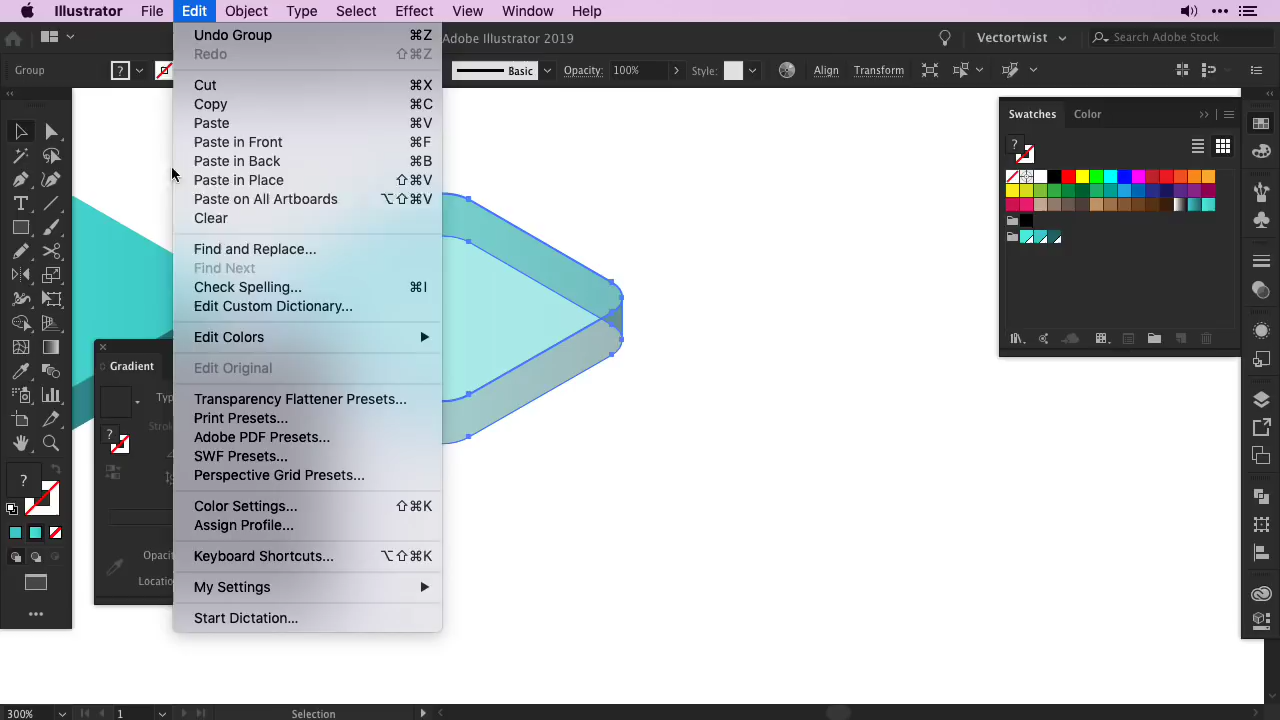 Illustrator File Edit Object Type Select Effect View Window Help
Adobe Illustrator 2019 Vectortwist Search Adobe Stock
Group ? Basic Opacity: 100% Style: Align Transform
Undo Group ⌘Z
Redo ⇧⌘Z
Cut ⌘X
Copy ⌘C
Paste ⌘V
Paste in Front ⌘F
Paste in Back ⌘B
Paste in Place ⇧⌘V
Paste on All Artboards ⌥⇧⌘V
Clear
Find and Replace...
Find Next
Check Spelling... ⌘I
Edit Custom Dictionary...
Edit Colors
Edit Original
Transparency Flattener Presets...
Print Presets...
Adobe PDF Presets...
SWF Presets...
Perspective Grid Presets...
Color Settings... ⇧⌘K
Assign Profile...
Keyboard Shortcuts... ⌥⇧⌘K
My Settings
Start Dictation...
Swatches Color
?
Gradient
Typ
Strok
?
Opacit
Locatio
?
300% 1 Selection